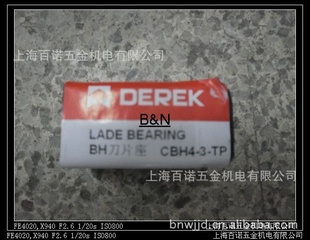 上海百诺五金机电有限公司
DEREK
B&N
LADE BEARING
BH刀片座 CBH4-3-TP
上海百诺五金机电有限公司
FE4020,X940 F2.6 1/20s ISO800
FE4020,X940 F2.6 1/20s ISO800
bnwjjd.cn.alibaba.com
上海百诺五金机电有限公司